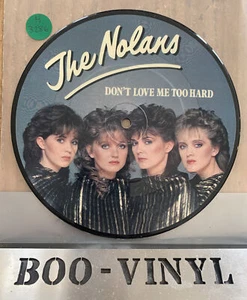 The Nolans
DON'T LOVE ME TOO HARD
BOO-VINYL